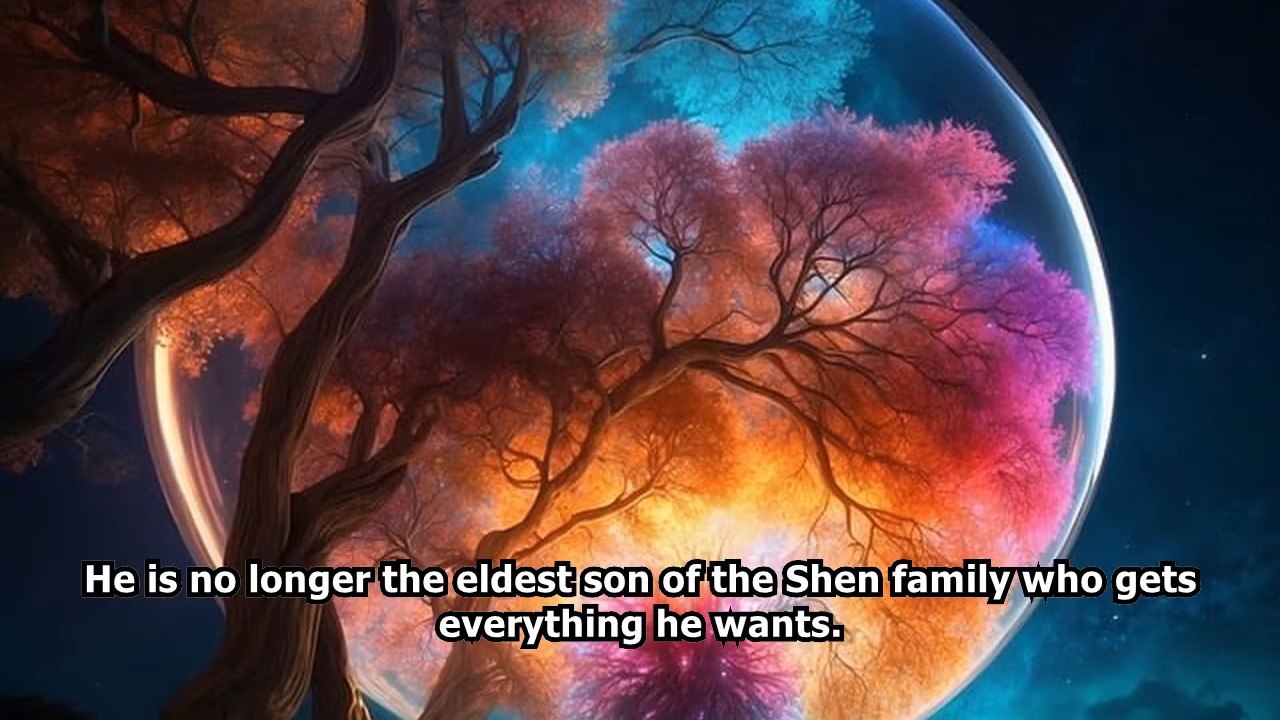 He is no longer the eldest son of the Shen family who gets
everything he wants.